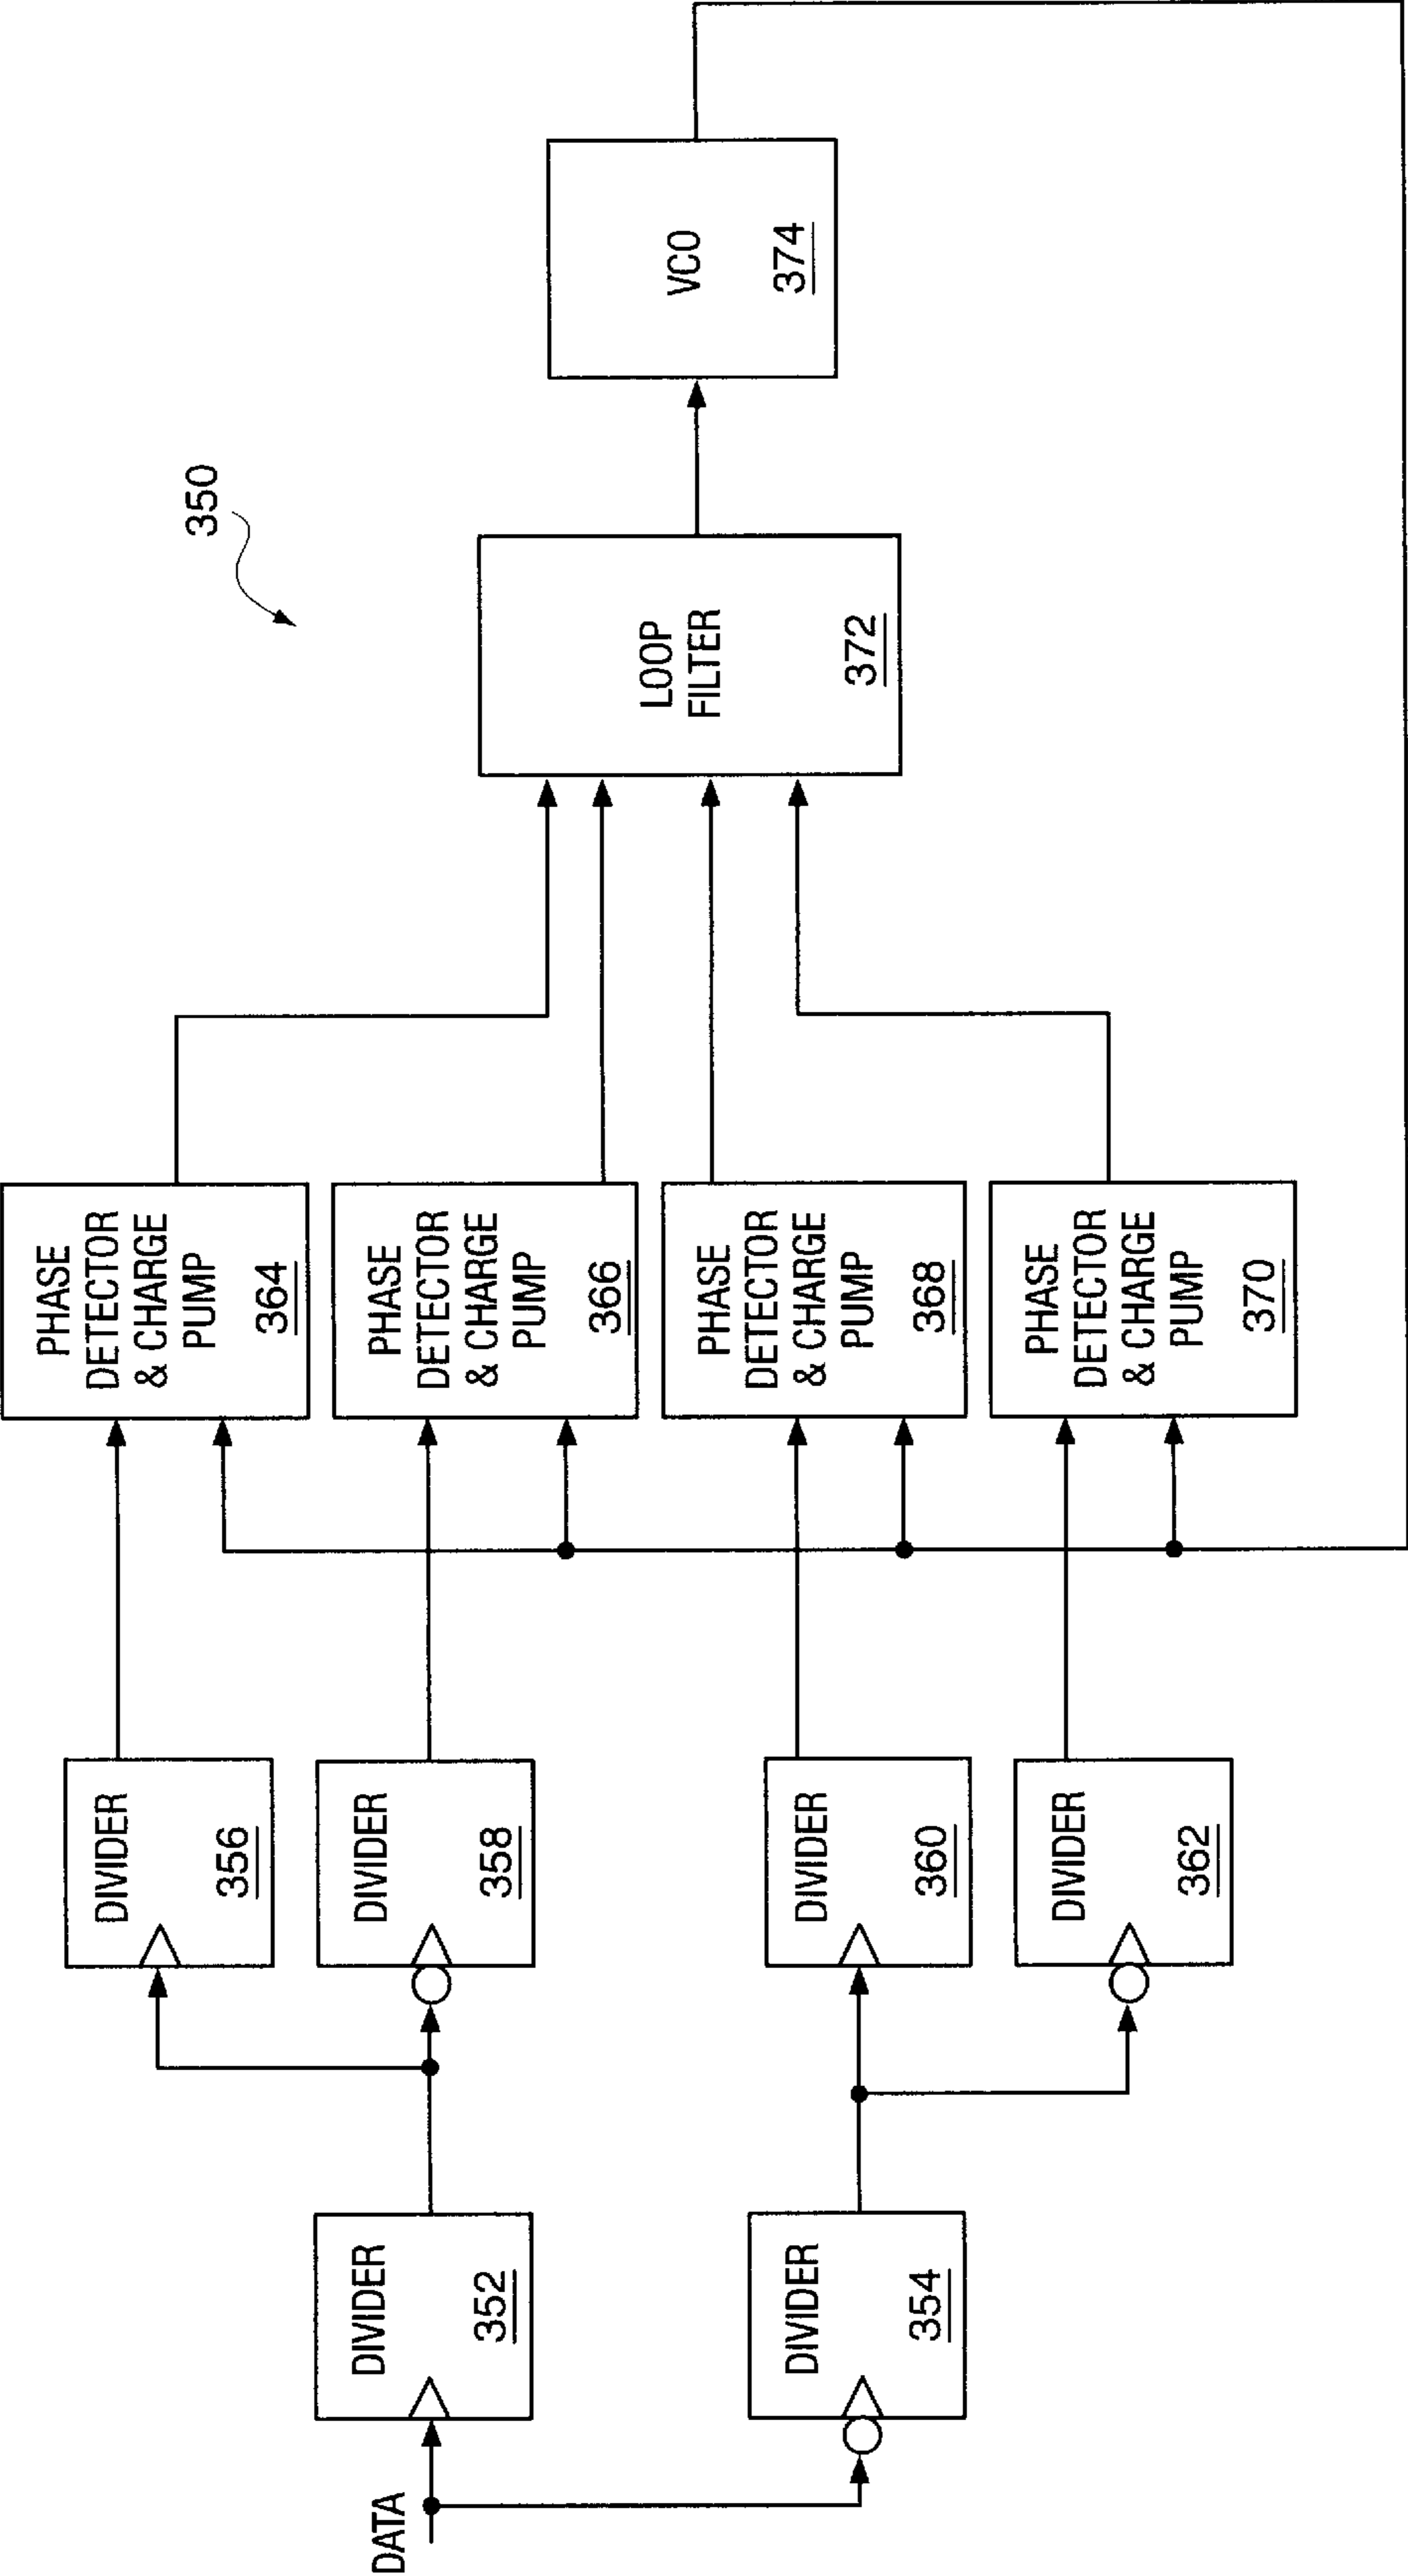 350
DATA
DIVIDER
352
DIVIDER
354
DIVIDER
356
DIVIDER
358
DIVIDER
360
DIVIDER
362
PHASE
DETECTOR
& CHARGE
PUMP
364
PHASE
DETECTOR
& CHARGE
PUMP
366
PHASE
DETECTOR
& CHARGE
PUMP
368
PHASE
DETECTOR
& CHARGE
PUMP
370
LOOP
FILTER
372
VCO
374